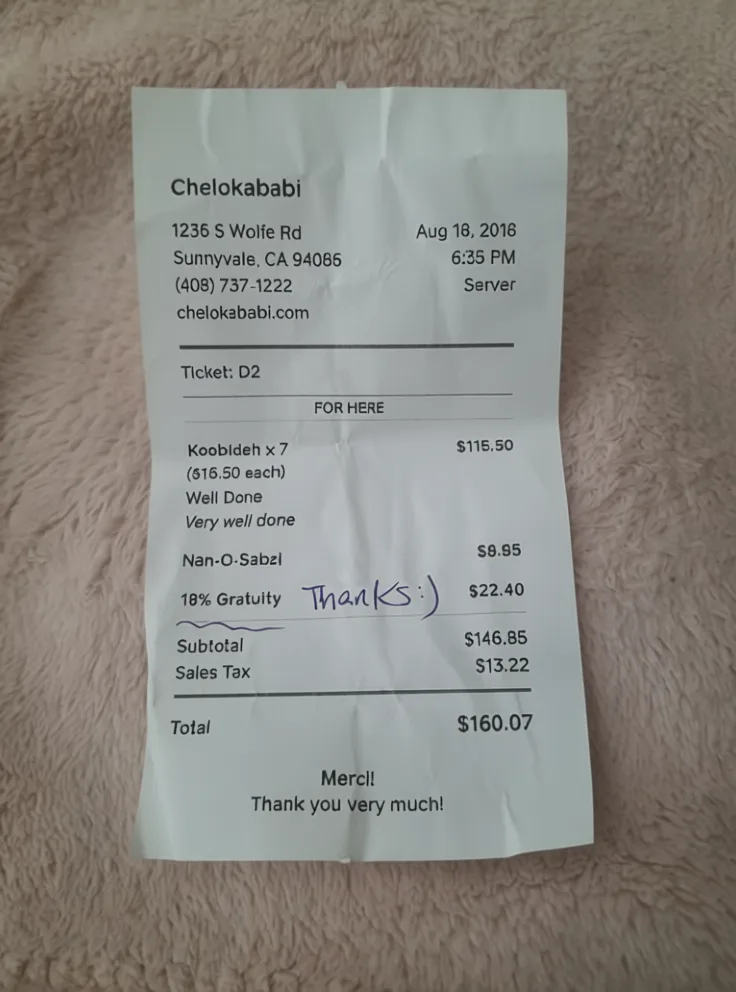 Chelokababi
1236 S Wolfe Rd
Aug 18, 2018
Sunnyvale, CA 94086
6:35 PM
(408) 737-1222
Server
chelokababi.com
Ticket: D2
FOR HERE
Koobideh x 7
$115.50
($16.50 each)
Well Done
Very well done
Nan-O-Sabzi
$8.95
18% Gratuity
Thanks:)
$22.40
Subtotal
$146.85
Sales Tax
$13.22
Total
$160.07
Merci!
Thank you very much!